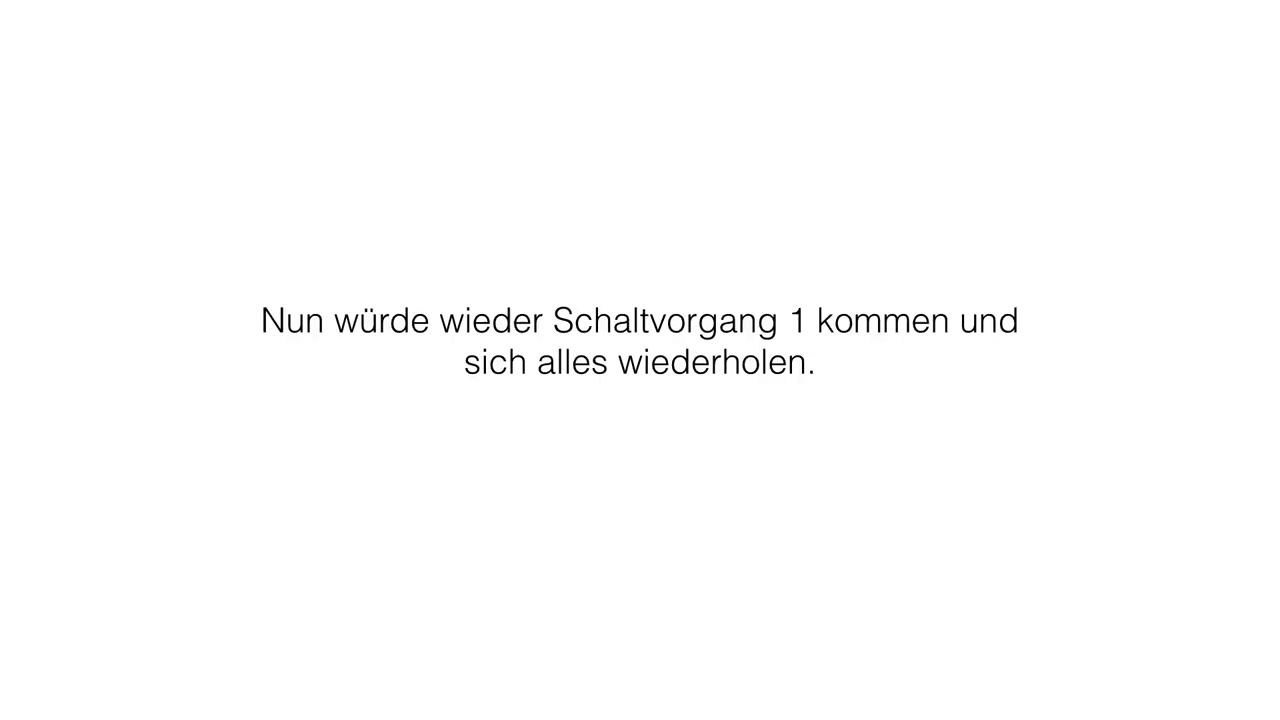 Nun würde wieder Schaltvorgang 1 kommen und
sich alles wiederholen.